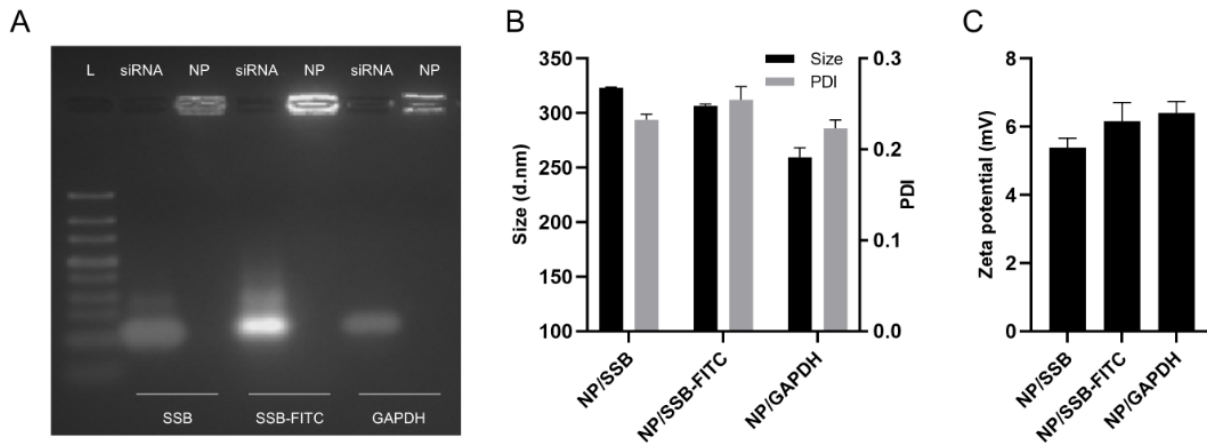 A
L siRNA NP siRNA NP siRNA NP
SSB SSB-FITC GAPDH
B
Size
PDI
350
300
250
200
150
100
Size (d.nm)
0.3
0.2
0.1
0.0
PDI
NP/SSB
NP/SSB-FITC
NP/GAPDH
C
8
6
4
2
0
Zeta potential (mV)
NP/SSB
NP/SSB-FITC
NP/GAPDH